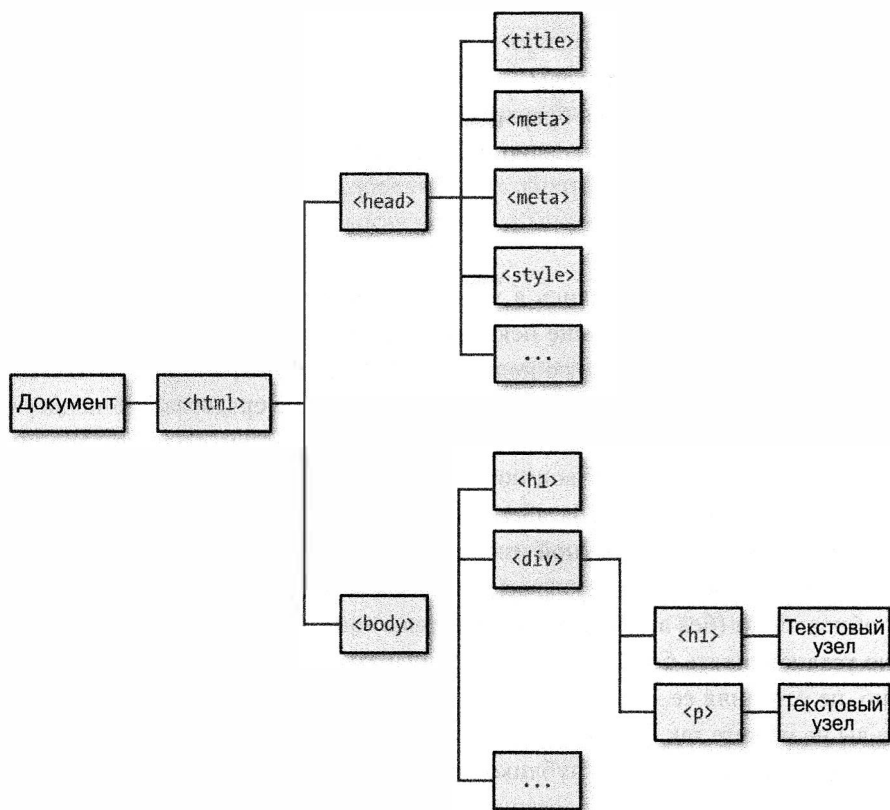 <title>
<meta>
<head>
<meta>
<style>
...
Документ
<html>
<h1>
<div>
<body>
<h1>
Текстовый
узел
<p>
Текстовый
узел
...